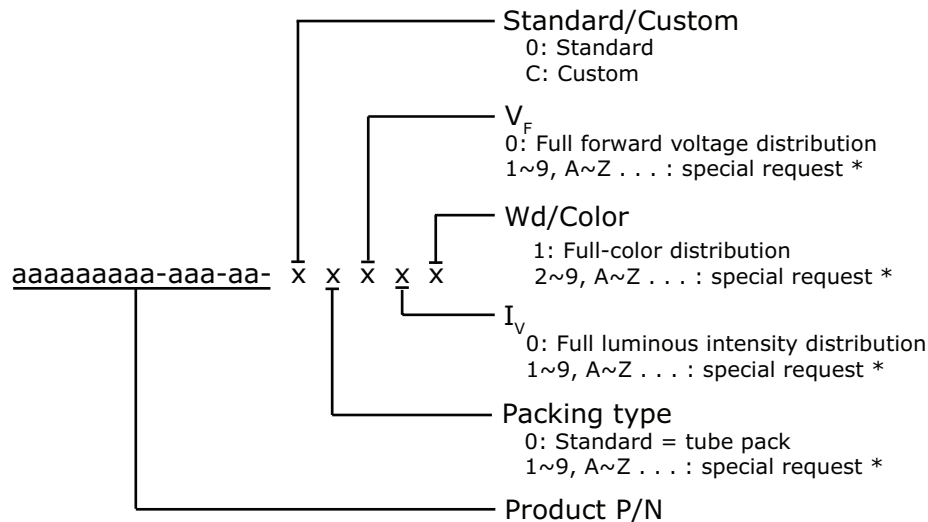 Standard/Custom
0: Standard
C: Custom
VF
0: Full forward voltage distribution
1~9, A~Z . . . : special request *
Wd/Color
1: Full-color distribution
2~9, A~Z . . . : special request *
aaaaaaaaa-aaa-aa- x x x x x
IV
0: Full luminous intensity distribution
1~9, A~Z . . . : special request *
Packing type
0: Standard = tube pack
1~9, A~Z . . . : special request *
Product P/N